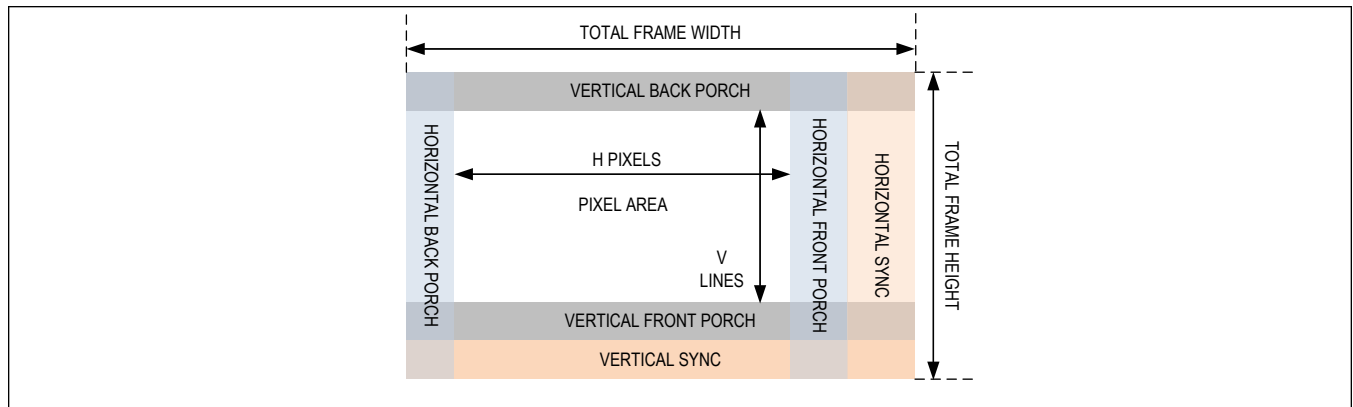 TOTAL FRAME WIDTH
VERTICAL BACK PORCH
HORIZONTAL BACK PORCH
H PIXELS
PIXEL AREA
V
LINES
HORIZONTAL FRONT PORCH
HORIZONTAL SYNC
TOTAL FRAME HEIGHT
VERTICAL FRONT PORCH
VERTICAL SYNC